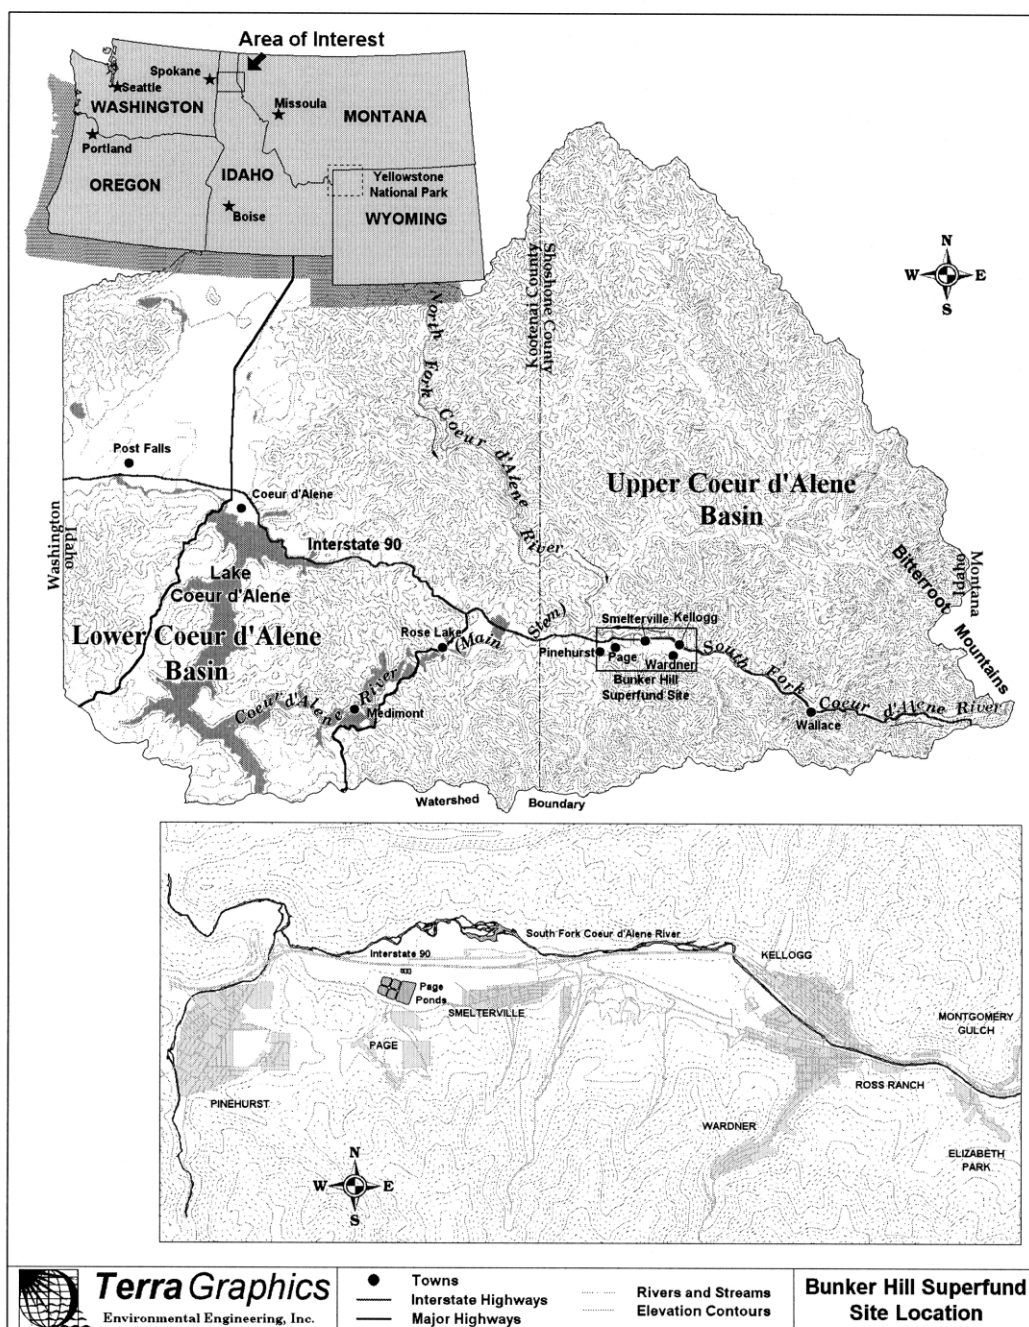 Area of Interest
Spokane
Seattle
WASHINGTON
Missoula
MONTANA
Portland
OREGON
IDAHO
Yellowstone
National Park
Boise
WYOMING
N
W E
S
Kootenai County
Shoshone County
North Fork Coeur d'Alene River
Post Falls
Coeur d'Alene
Washington
Idaho
Interstate 90
Upper Coeur d'Alene
Basin
Bitterroot Mountains
Idaho
Montana
Lake
Coeur d'Alene
Lower Coeur d'Alene
Basin
Rose Lake
(Main Stem)
Coeur d'Alene River
Medimont
Smelterville
Kellogg
Pinehurst
Page
Wardner
Bunker Hill
Superfund Site
South Fork Coeur d'Alene River
Wallace
Watershed Boundary
South Fork Coeur d'Alene River
Interstate 90
KELLOGG
Page
Ponds
SMELTERVILLE
MONTGOMERY
GULCH
PAGE
ROSS RANCH
PINEHURST
WARDNER
ELIZABETH
PARK
N
W E
S
TerraGraphics
Environmental Engineering, Inc.
Towns
Interstate Highways
Major Highways
Rivers and Streams
Elevation Contours
Bunker Hill Superfund
Site Location